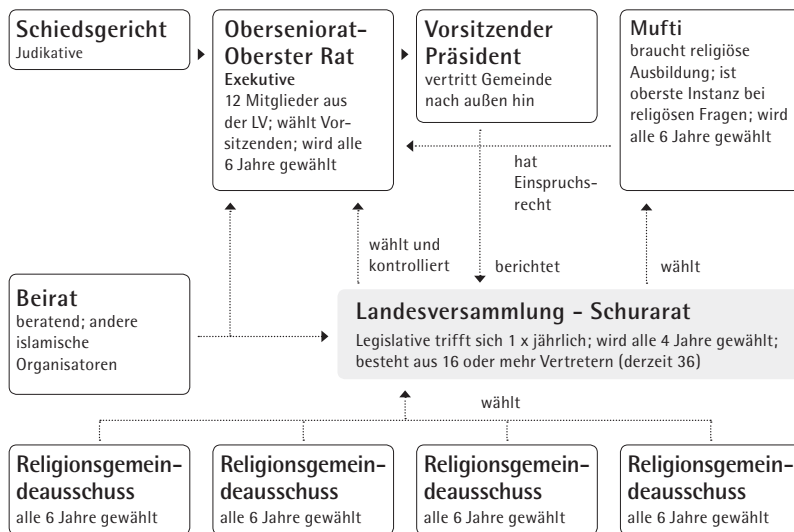 Schiedsgericht
Judikative
Oberseniorat-
Oberster Rat
Exekutive
12 Mitglieder aus
der LV; wählt Vor-
sitzenden; wird alle
6 Jahre gewählt
Vorsitzender
Präsident
vertritt Gemeinde
nach außen hin
Mufti
braucht religiöse
Ausbildung; ist
oberste Instanz bei
religösen Fragen; wird
alle 6 Jahre gewählt
hat
Einspruchs-
recht
wählt und
kontrolliert
berichtet
wählt
Beirat
beratend; andere
islamische
Organisatoren
Landesversammlung - Schurarat
Legislative trifft sich 1 x jährlich; wird alle 4 Jahre gewählt;
besteht aus 16 oder mehr Vertretern (derzeit 36)
wählt
Religionsgemein-
deausschuss
alle 6 Jahre gewählt
Religionsgemein-
deausschuss
alle 6 Jahre gewählt
Religionsgemein-
deausschuss
alle 6 Jahre gewählt
Religionsgemein-
deausschuss
alle 6 Jahre gewählt